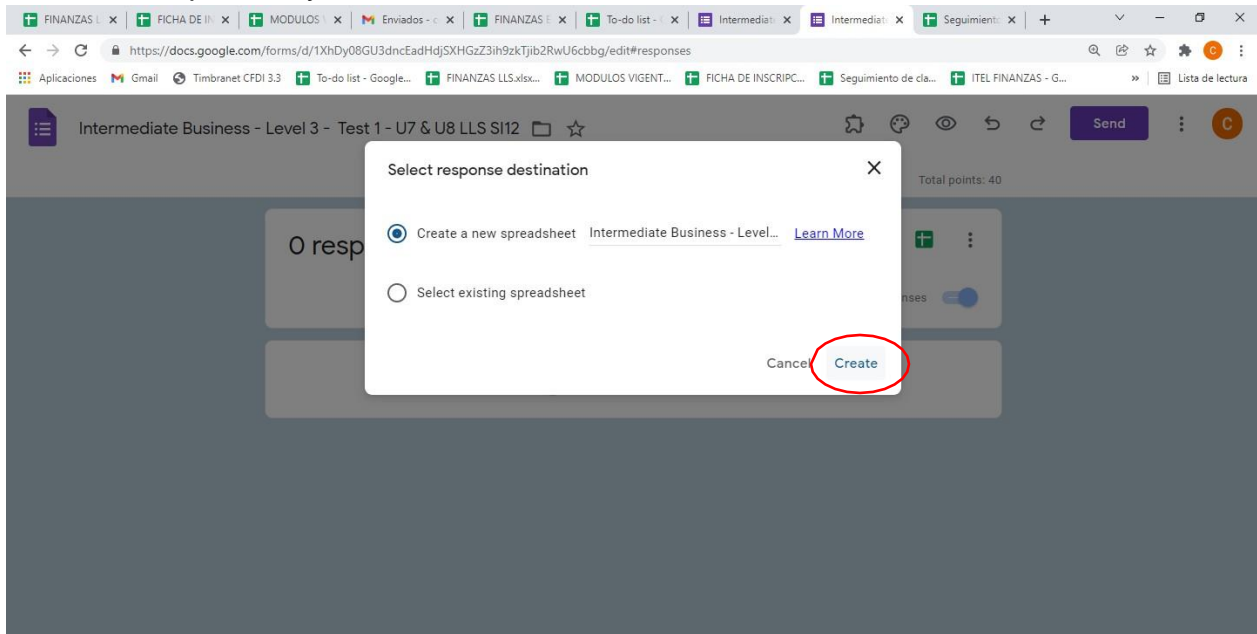 FINANZAS L FICHA DE IN MODULOS Enviados - FINANZAS E To-do list - Intermediat Intermediat Seguimient
https://docs.google.com/forms/d/1XhDy08GU3dncEadHdjSXHGzZ3ih9zkTjib2RwU6cbbg/edit#responses
Aplicaciones Gmail Timbranet CFDI 3.3 To-do list - Google... FINANZAS LLS.xlsx... MODULOS VIGENT... FICHA DE INSCRIPC... Seguimiento de cla... ITEL FINANZAS - G... » Lista de lectura
Intermediate Business - Level 3 - Test 1 - U7 & U8 LLS SI12 Send C
Select response destination
Total points: 40
Create a new spreadsheet Intermediate Business - Level... Learn More
0 resp
Select existing spreadsheet
nses
Cancel Create